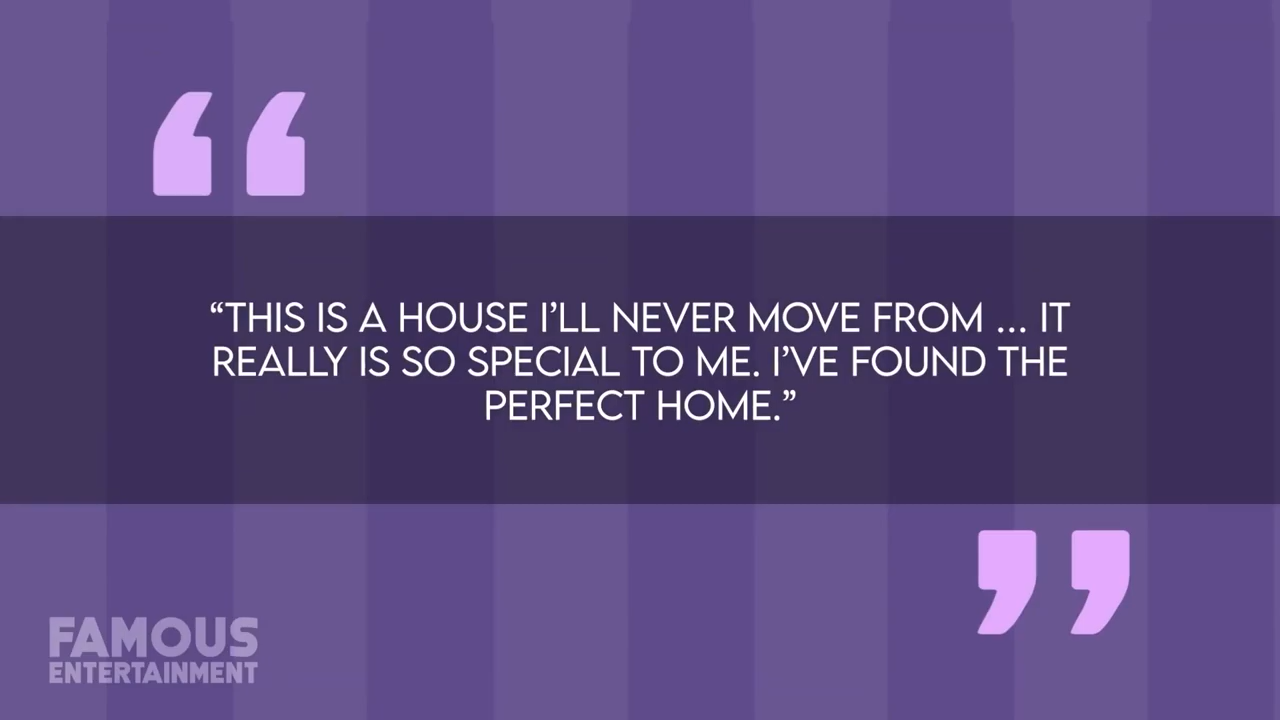 “THIS IS A HOUSE I’LL NEVER MOVE FROM ... IT
REALLY IS SO SPECIAL TO ME. I’VE FOUND THE
PERFECT HOME.”
FAMOUS
ENTERTAINMENT